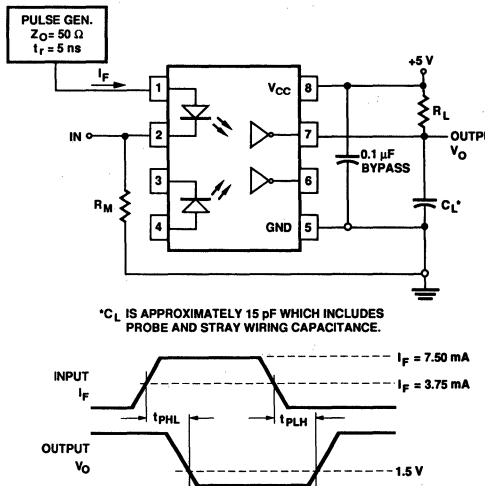 PULSE GEN.
Z_O = 50 Ω
t_r = 5 ns
I_F
+5 V
1
V_CC
8
R_L
IN
2
7
OUTP
V_O
0.1 μF
BYPASS
3
6
R_M
C_L*
4
GND
5
*C_L IS APPROXIMATELY 15 pF WHICH INCLUDES
PROBE AND STRAY WIRING CAPACITANCE.
I_F = 7.50 mA
INPUT
I_F
I_F = 3.75 mA
t_PHL
t_PLH
OUTPUT
V_O
1.5 V